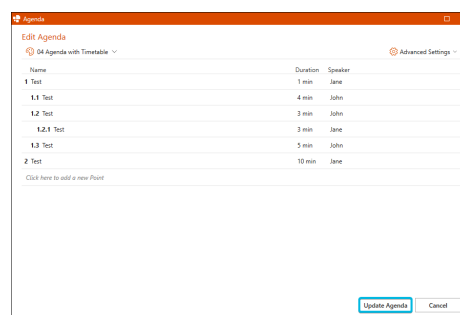 Agenda
Edit Agenda
04 Agenda with Timetable
Advanced Settings
Name Duration Speaker
1 Test 1 min Jane
1.1 Test 4 min John
1.2 Test 3 min John
1.2.1 Test 3 min Jane
1.3 Test 5 min John
2 Test 10 min Jane
Click here to add a new Point
Update Agenda Cancel